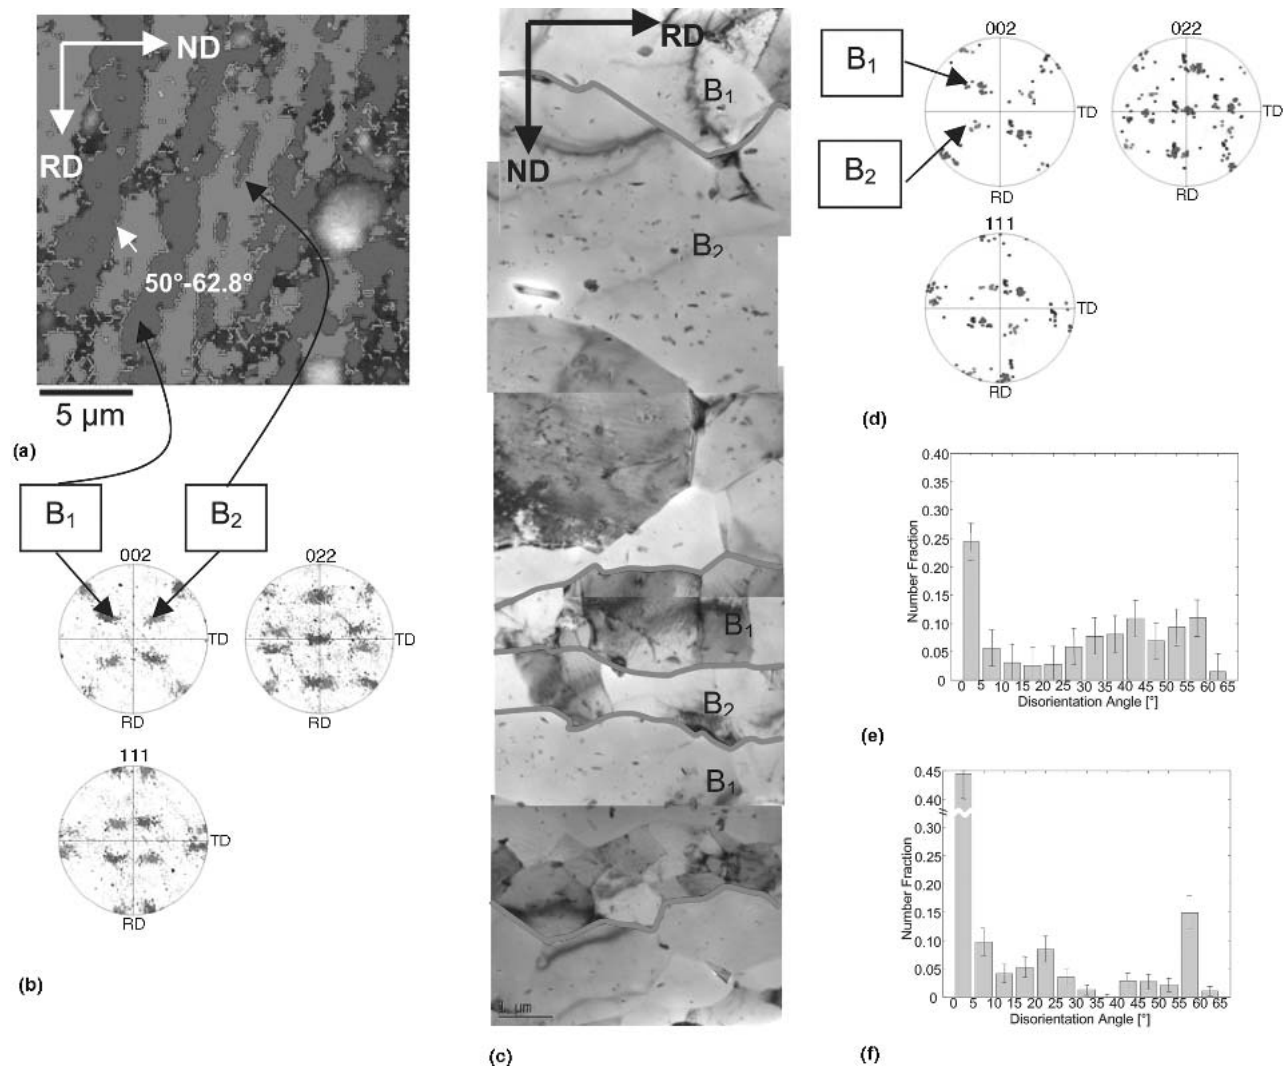 ND
RD
50°-62.8°
5 µm
(a)
B1
B2
002
022
TD
TD
RD
RD
111
TD
RD
(b)
RD
ND
B1
B2
B1
B2
B1
µm
(c)
B1
B2
002
022
TD
TD
RD
RD
111
TD
RD
(d)
0.40
0.35
0.30
0.25
0.20
0.15
0.10
0.05
0
Number Fraction
0 5 10 15 20 25 30 35 40 45 50 55 60 65
Disorientation Angle [°]
(e)
0.45
0.40
0.30
0.25
0.20
0.15
0.10
0.05
0
Number Fraction
0 5 10 15 20 25 30 35 40 45 50 55 60 65
Disorientation Angle [°]
(f)